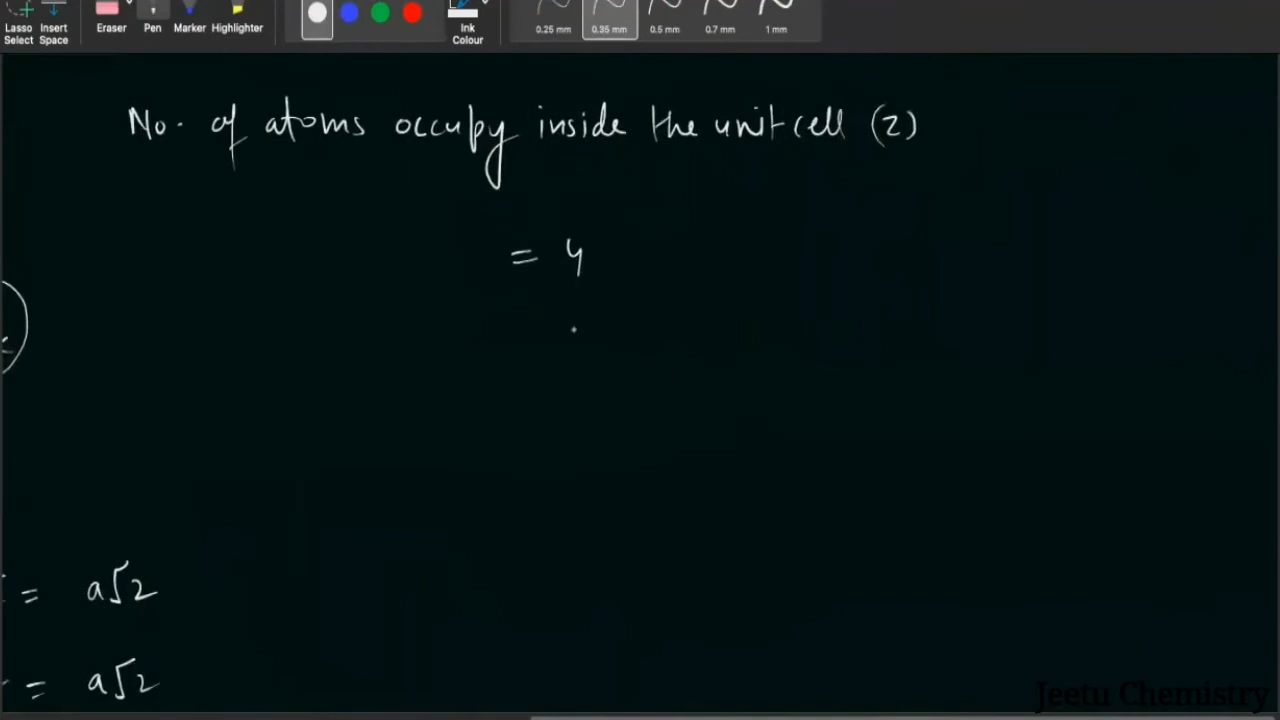 Lasso Select
Insert Space
Eraser
Pen
Marker
Highlighter
Ink Colour
0.25 mm
0.35 mm
0.5 mm
0.7 mm
1 mm
No. of atoms occupy inside the unit cell (z)
= 4
= a√2
= a√2
Jeetu Chemistry